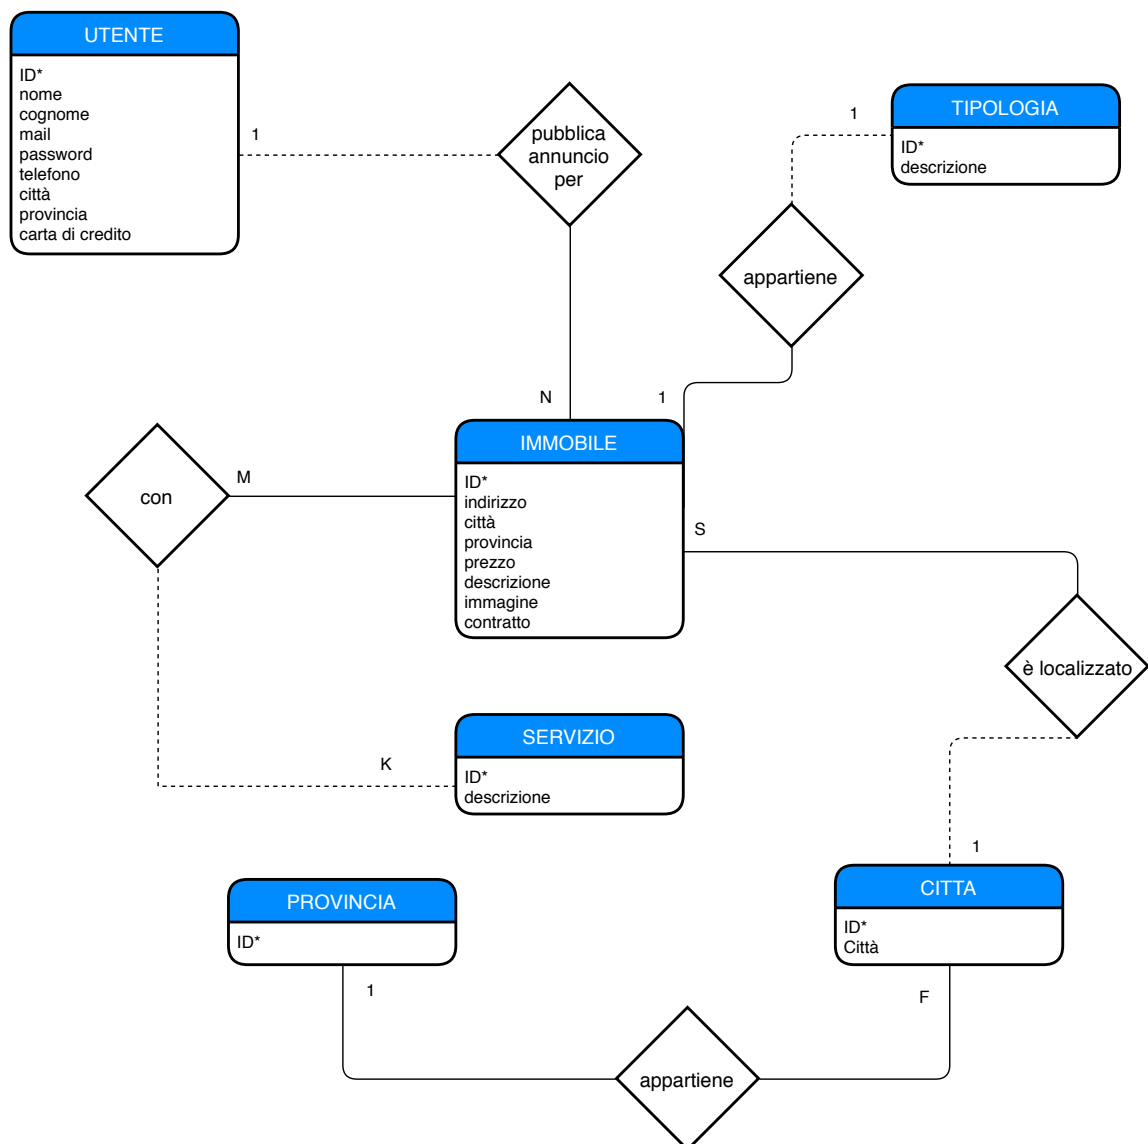 UTENTE
ID*
nome
cognome
mail
password
telefono
città
provincia
carta di credito
1
pubblica
annuncio
per
N
TIPOLOGIA
ID*
descrizione
1
appartiene
1
IMMOBILE
ID*
indirizzo
città
provincia
prezzo
descrizione
immagine
contratto
M
con
K
S
è localizzato
1
SERVIZIO
ID*
descrizione
PROVINCIA
ID*
1
CITTA
ID*
Città
F
appartiene